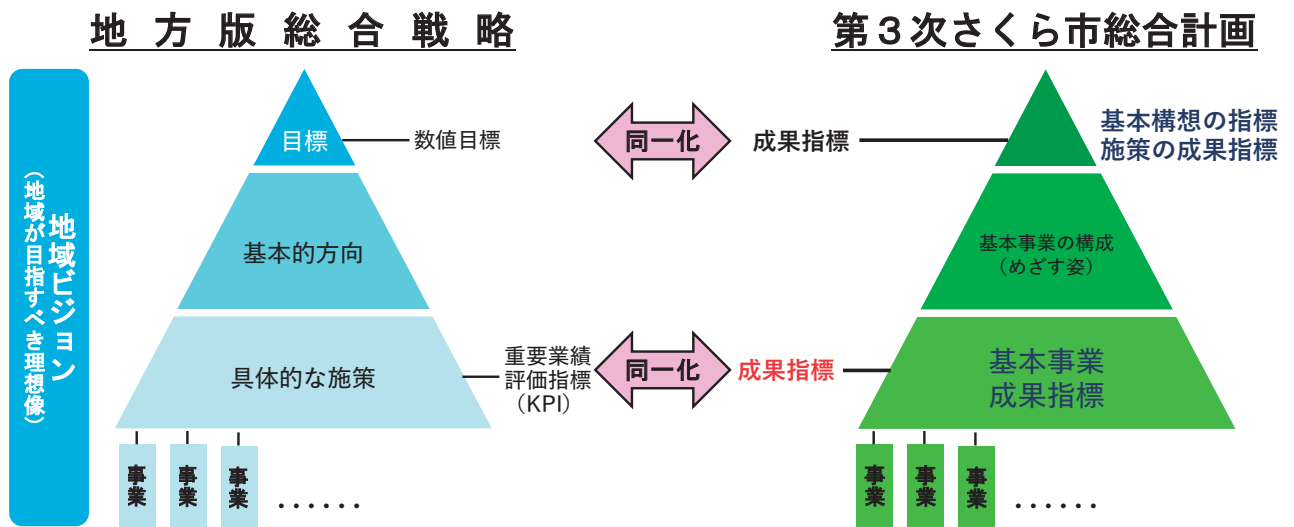 地方版総合戦略
第３次さくら市総合計画
地域ビジョン
（地域が目指すべき理想像）
目標
数値目標
基本的方向
具体的な施策
重要業績
評価指標
（KPI）
事業
事業
事業
......
同一化
同一化
成果指標
成果指標
基本構想の指標
施策の成果指標
基本事業の構成
（めざす姿）
基本事業
成果指標
事業
事業
事業
......